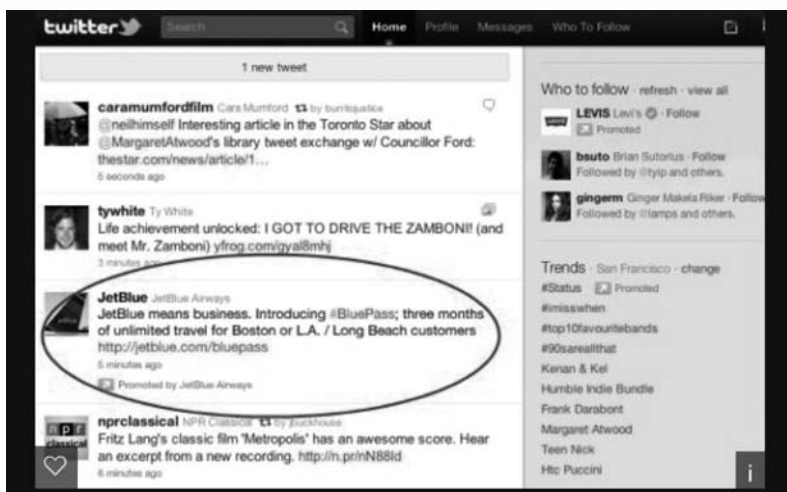 twitter
Search
Home Profile Messages Who To Follow
1 new tweet
caramumfordfilm Cara Mumford by burritojustice
@neilhimself Interesting article in the Toronto Star about
@MargaretAtwood's library tweet exchange w/ Councillor Ford:
thestar.com/news/article/1…
5 seconds ago
tywhite Ty White
Life achievement unlocked: I GOT TO DRIVE THE ZAMBONI! (and
meet Mr. Zamboni) yfrog.com/gyal8mhj
3 minutes ago
JetBlue JetBlue Airways
JetBlue means business. Introducing #BluePass; three months
of unlimited travel for Boston or L.A. / Long Beach customers
http://jetblue.com/bluepass
5 minutes ago
Promoted by JetBlue Airways
npr
classical
nprclassical NPR Classical by jbuckhouse
Fritz Lang's classic film 'Metropolis' has an awesome score. Hear
an excerpt from a new recording. http://n.pr/nN88Id
6 minutes ago
Who to follow · refresh · view all
LEVIS Levi's · Follow
Promoted
bsuto Brian Sutorius · Follow
Followed by @tyip and others.
gingerm Ginger Makela Riker · Follow
Followed by @lamps and others.
Trends · San Francisco · change
#Status Promoted
#imisswhen
#top10favouritebands
#90sareallthat
Kenan & Kel
Humble Indie Bundle
Frank Darabont
Margaret Atwood
Teen Nick
Htc Puccini
i